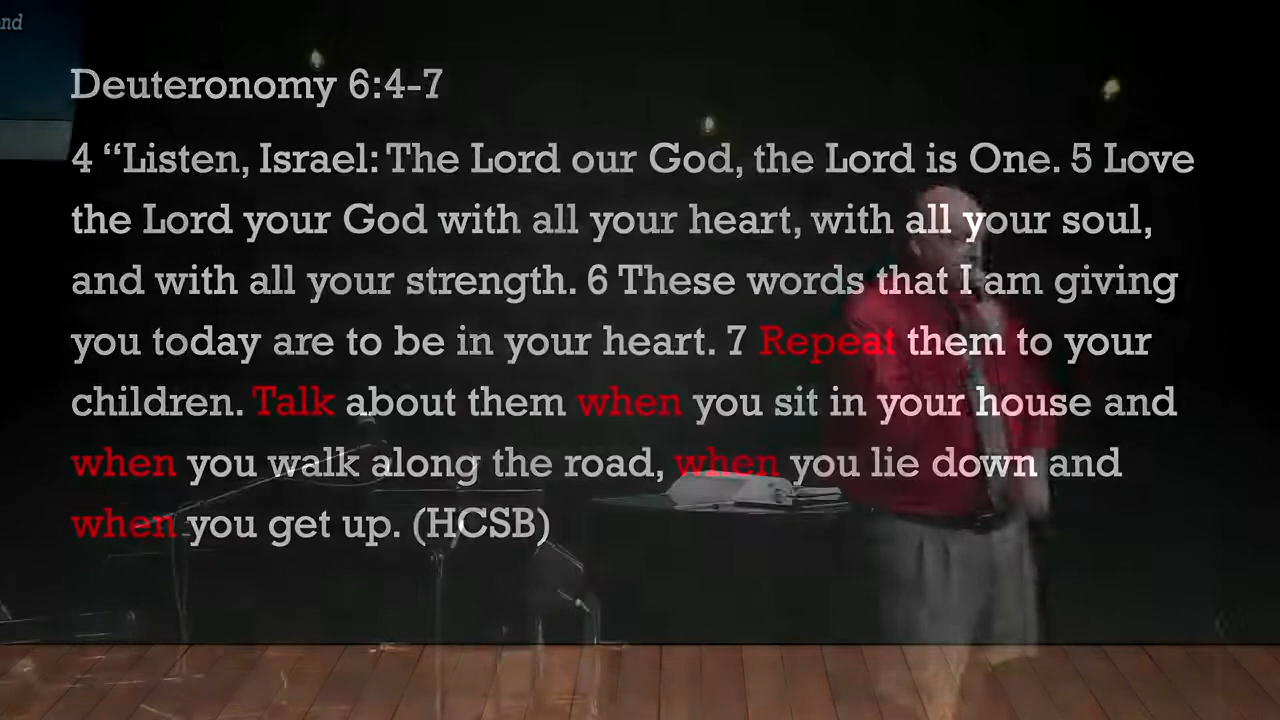 nd
Deuteronomy 6:4-7
4 “Listen, Israel: The Lord our God, the Lord is One. 5 Love
the Lord your God with all your heart, with all your soul,
and with all your strength. 6 These words that I am giving
you today are to be in your heart. 7 Repeat them to your
children. Talk about them when you sit in your house and
when you walk along the road, when you lie down and
when you get up. (HCSB)